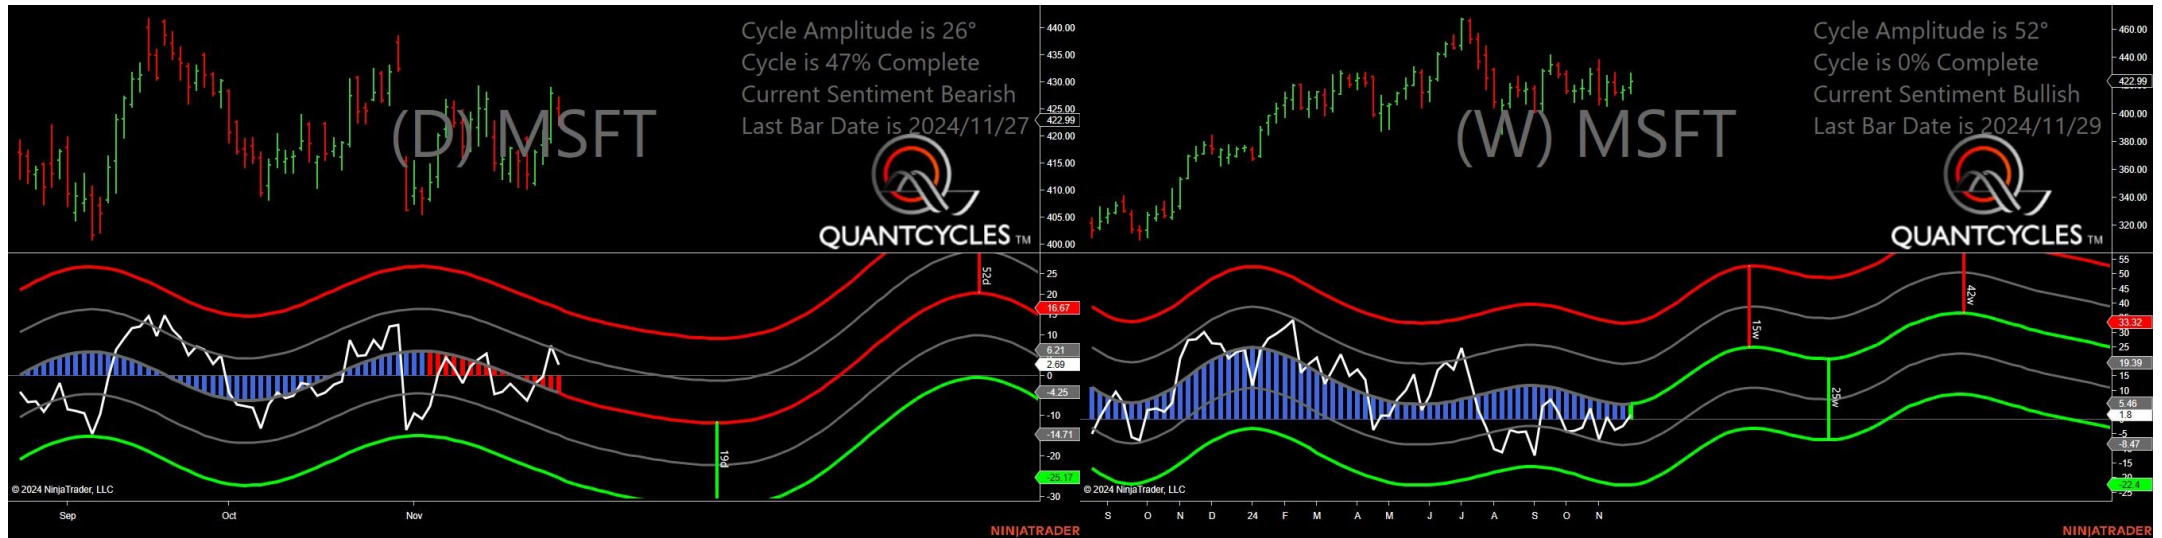 Cycle Amplitude is 26°
Cycle is 47% Complete
Current Sentiment Bearish
Last Bar Date is 2024/11/27
(D) MSFT
QUANTCYCLES TM
440.00
435.00
430.00
425.00
422.99
420.00
415.00
410.00
405.00
400.00
52d
19d
25
20
16.67
15
10
6.21
2.69
0
-4.25
-10
-14.71
-20
-25.17
-30
© 2024 NinjaTrader, LLC
Sep Oct Nov
NINJATRADER
Cycle Amplitude is 52°
Cycle is 0% Complete
Current Sentiment Bullish
Last Bar Date is 2024/11/29
(W) MSFT
QUANTCYCLES TM
460.00
440.00
422.99
400.00
380.00
360.00
340.00
320.00
15w
25w
42w
55
50
45
40
33.32
30
25
19.39
15
10
5.46
1.8
-5
-8.47
-15
-22.4
-25
© 2024 NinjaTrader, LLC
S O N D 24 F M A M J J A S O N
NINJATRADER